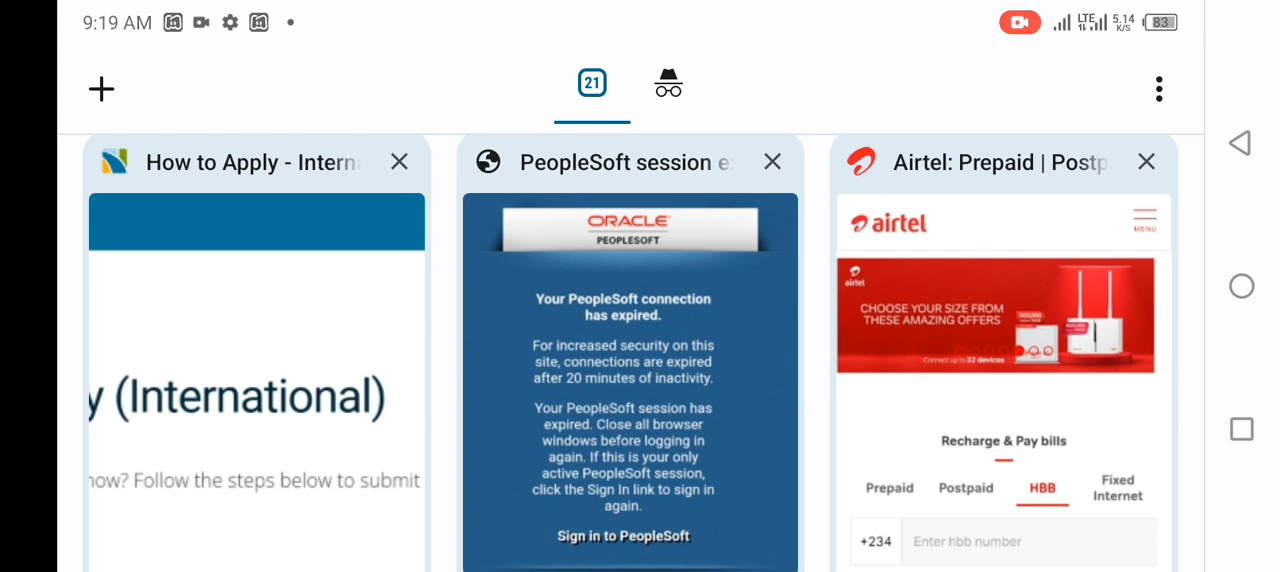 9:19 AM
LTE
5.14
K/S
83
21
How to Apply - Intern
PeopleSoft session e
Airtel: Prepaid | Postp
y (International)
now? Follow the steps below to submit
ORACLE
PEOPLESOFT
Your PeopleSoft connection
has expired.
For increased security on this
site, connections are expired
after 20 minutes of inactivity.
Your PeopleSoft session has
expired. Close all browser
windows before logging in
again. If this is your only
active PeopleSoft session,
click the Sign In link to sign in
again.
Sign in to PeopleSoft
airtel
MENU
airtel
CHOOSE YOUR SIZE FROM
THESE AMAZING OFFERS
Connect up to 32 devices
Recharge & Pay bills
Prepaid
Postpaid
HBB
Fixed
Internet
+234
Enter hbb number